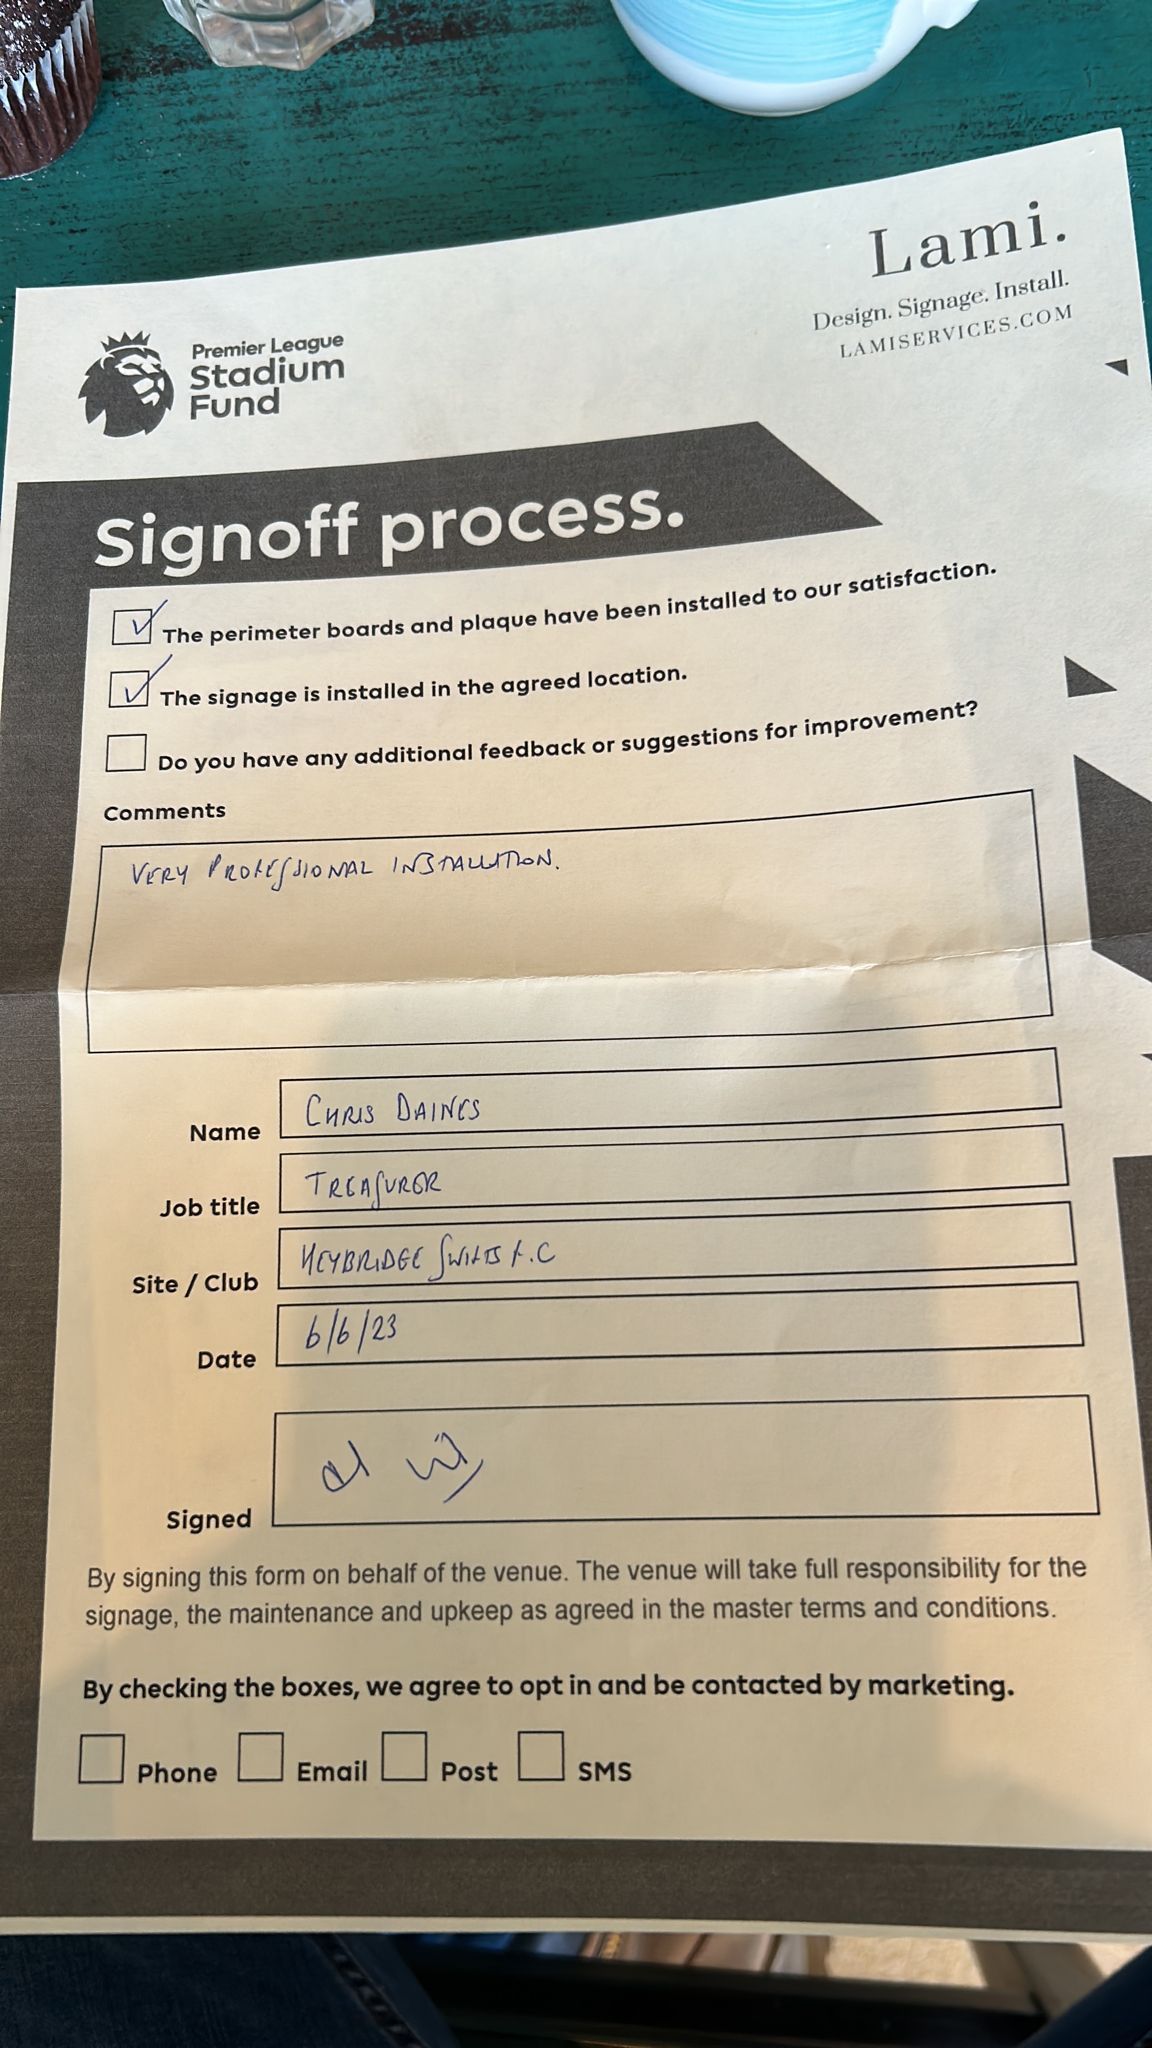 Lami.
Design. Signage. Install.
LAMISERVICES.COM
Premier League
Stadium
Fund
Signoff process.
The perimeter boards and plaque have been installed to our satisfaction.
The signage is installed in the agreed location.
Do you have any additional feedback or suggestions for improvement?
Comments
VERY PROFESSIONAL INSTALLATION.
Name CHRIS DAINES
Job title TREASURER
Site / Club HEYBRIDGE SWIFTS F.C
Date 6/6/23
Signed
By signing this form on behalf of the venue. The venue will take full responsibility for the
signage, the maintenance and upkeep as agreed in the master terms and conditions.
By checking the boxes, we agree to opt in and be contacted by marketing.
Phone Email Post SMS